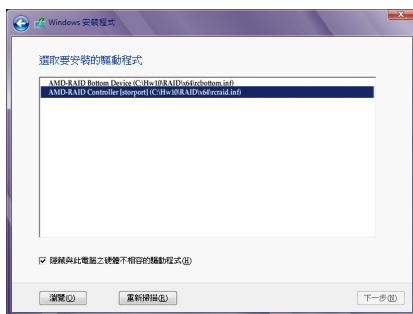 Windows 安裝程式
選取要安裝的驅動程式
AMD-RAID Bottom Device (C:\Hw10\RAID\x64\rcbottom.inf)
AMD-RAID Controller [storport] (C:\Hw10\RAID\x64\rcraid.inf)
隱藏與此電腦之硬體不相容的驅動程式(H)
瀏覽(O) 重新掃描(R) 下一步(N)